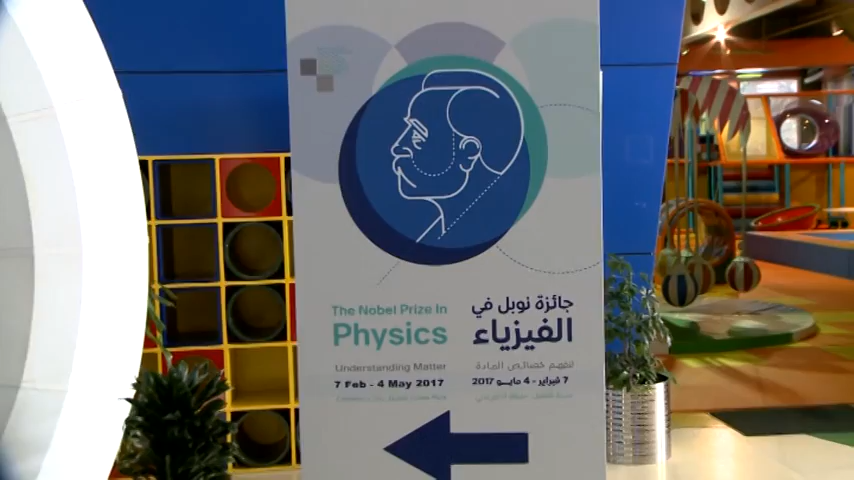 The Nobel Prize in
Physics
Understanding Matter
7 Feb - 4 May 2017
جائزة نوبل في
الفيزياء
لنفهم خصائص المادة
7 فبراير - 4 مايو 2017